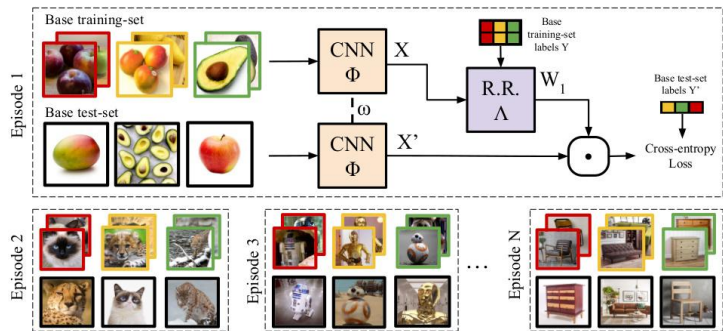 Episode 1
Base training-set
Base test-set
CNN
Φ
ω
CNN
Φ
X
X'
Base
training-set
labels Y
R.R.
Λ
W₁
Base test-set
labels Y'
Cross-entropy
Loss
Episode 2
Episode 3
...
Episode N